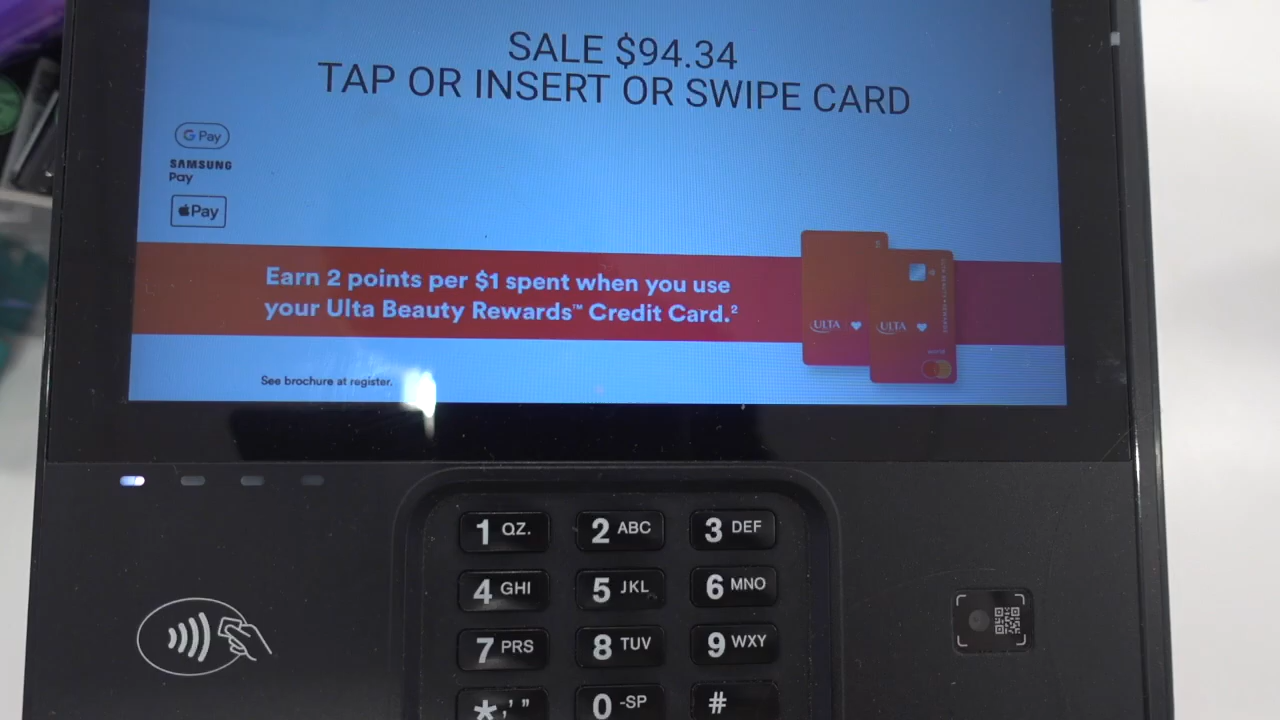 SALE $94.34
TAP OR INSERT OR SWIPE CARD
G Pay
SAMSUNG
Pay
Pay
Earn 2 points per $1 spent when you use
your Ulta Beauty Rewards™ Credit Card.²
ULTA
ULTA
See brochure at register.
1 QZ.
2 ABC
3 DEF
4 GHI
5 JKL
6 MNO
7 PRS
8 TUV
9 WXY
*,'"
0 -SP
#